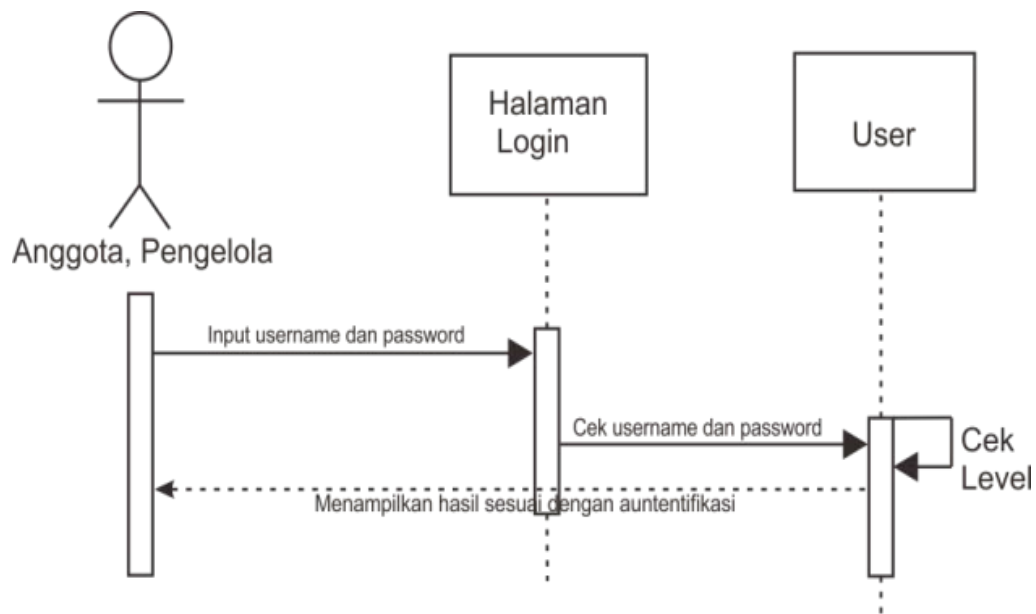 Halaman
Login
User
Anggota, Pengelola
Input username dan password
Cek username dan password
Cek
Level
Menampilkan hasil sesuai dengan auntentifikasi